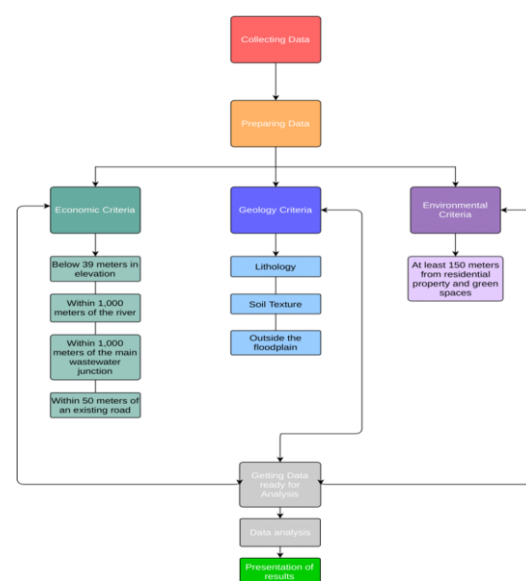 Collecting Data
Preparing Data
Economic Criteria
Geology Criteria
Environmental
Criteria
Below 39 meters in
elevation
Within 1,000
meters of the river
Within 1,000
meters of the main
wastewater
junction
Within 50 meters of
an existing road
Lithology
Soil Texture
Outside the
floodplain
At least 150 meters
from residential
property and green
spaces
Getting Data
ready for
Analysis
Data analysis
Presentation of
results